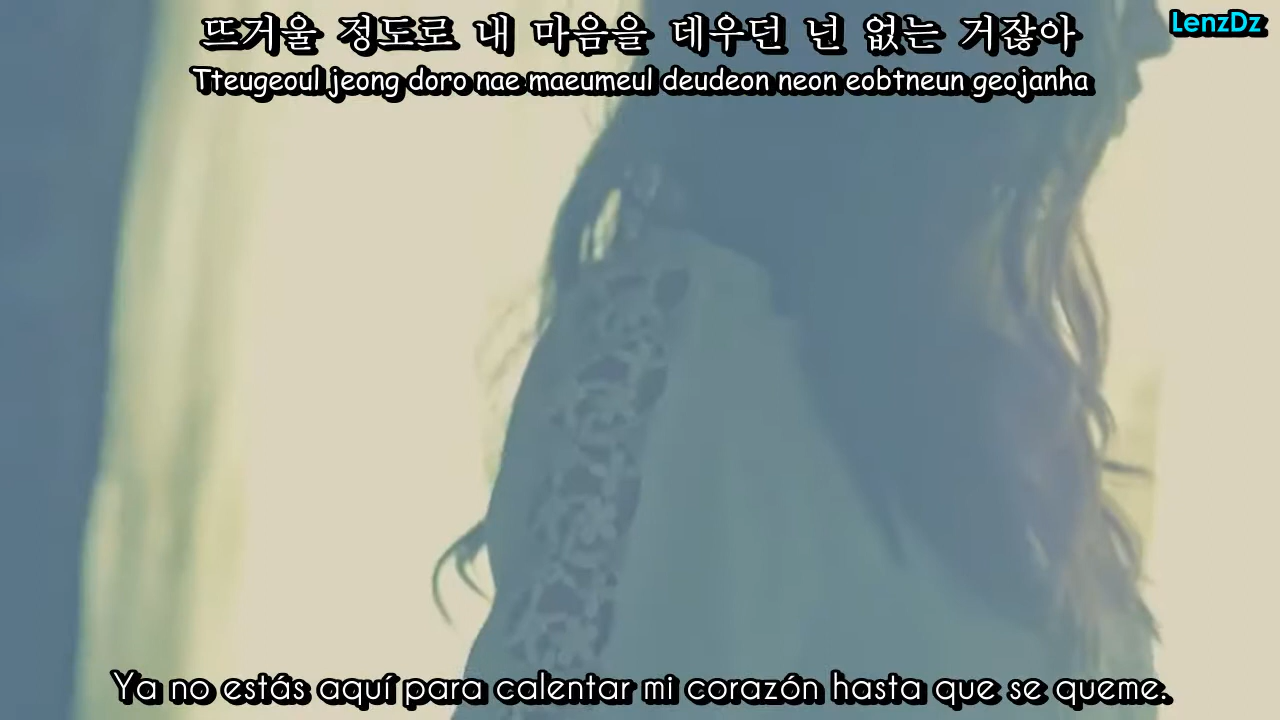 뜨거울 정도로 내 마음을 데우던 넌 없는 거잖아
LenzDz
Tteugeoul jeong doro nae maeumeul deudeon neon eobtneun geojanha
Ya no estás aquí para calentar mi corazón hasta que se queme.